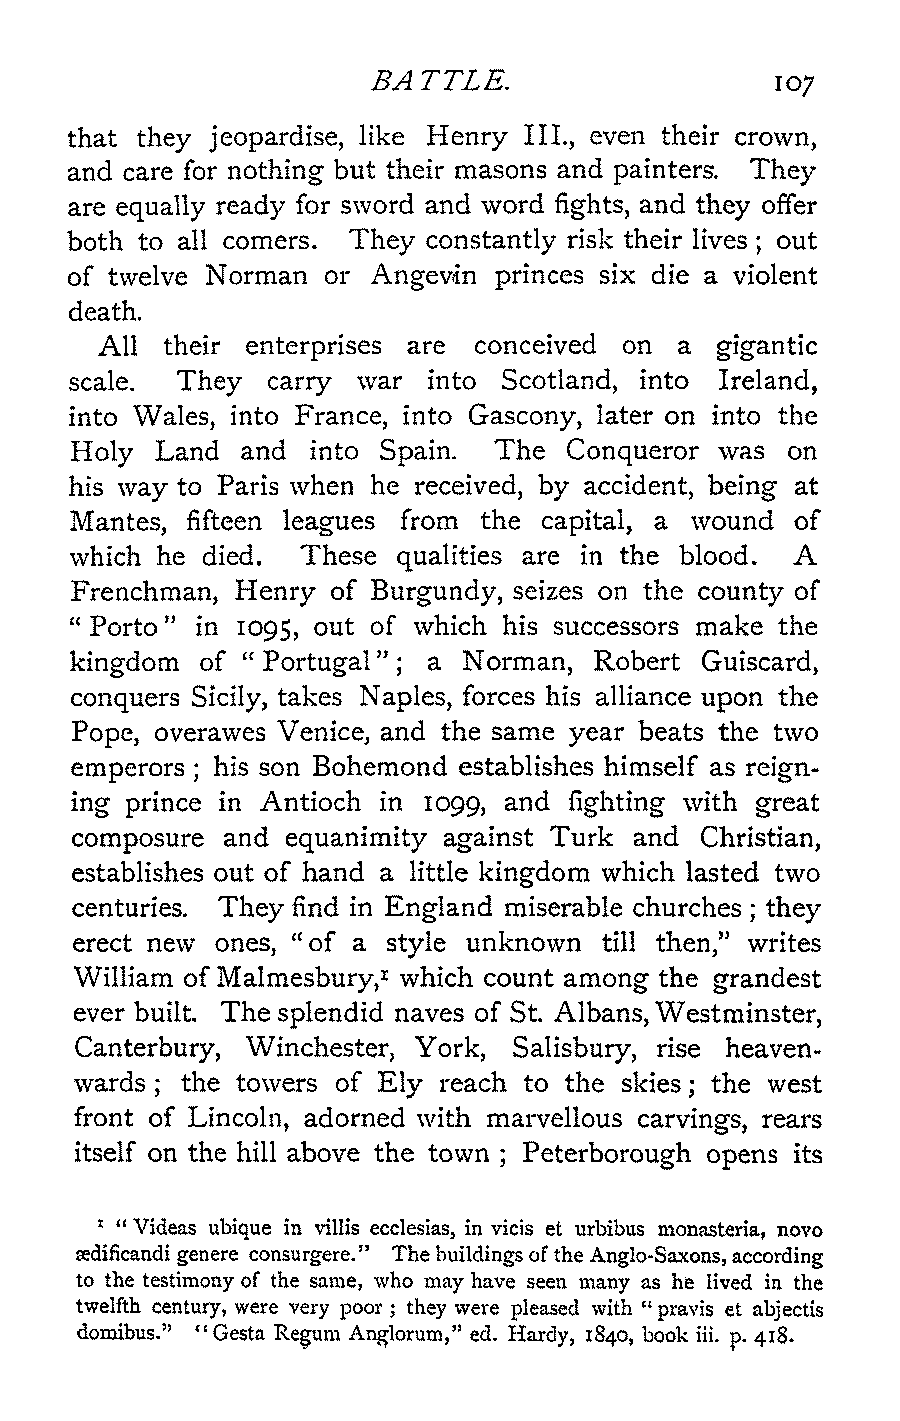 BATTLE. 107
that they jeopardise, like Henry III., even their crown,
and care for nothing but their masons and painters. They
are equally ready for sword and word fights, and they offer
both to all comers. They constantly risk their lives ; out
of twelve Norman or Angevin princes six die a violent
death.
All their enterprises are conceived on a gigantic
scale. They carry war into Scotland, into Ireland,
into Wales, into France, into Gascony, later on into the
Holy Land and into Spain. The Conqueror was on
his way to Paris when he received, by accident, being at
Mantes, fifteen leagues from the capital, a wound of
which he died. These qualities are in the blood. A
Frenchman, Henry of Burgundy, seizes on the county of
“ Porto ” in 1095, out of which his successors make the
kingdom of “ Portugal ” ; a Norman, Robert Guiscard,
conquers Sicily, takes Naples, forces his alliance upon the
Pope, overawes Venice, and the same year beats the two
emperors ; his son Bohemond establishes himself as reign-
ing prince in Antioch in 1099, and fighting with great
composure and equanimity against Turk and Christian,
establishes out of hand a little kingdom which lasted two
centuries. They find in England miserable churches ; they
erect new ones, “ of a style unknown till then,” writes
William of Malmesbury,¹ which count among the grandest
ever built. The splendid naves of St. Albans, Westminster,
Canterbury, Winchester, York, Salisbury, rise heaven-
wards ; the towers of Ely reach to the skies ; the west
front of Lincoln, adorned with marvellous carvings, rears
itself on the hill above the town ; Peterborough opens its
¹ “ Videas ubique in villis ecclesias, in vicis et urbibus monasteria, novo
ædificandi genere consurgere.” The buildings of the Anglo-Saxons, according
to the testimony of the same, who may have seen many as he lived in the
twelfth century, were very poor ; they were pleased with “ pravis et abjectis
domibus.” “ Gesta Regum Anglorum,” ed. Hardy, 1840, book iii. p. 418.